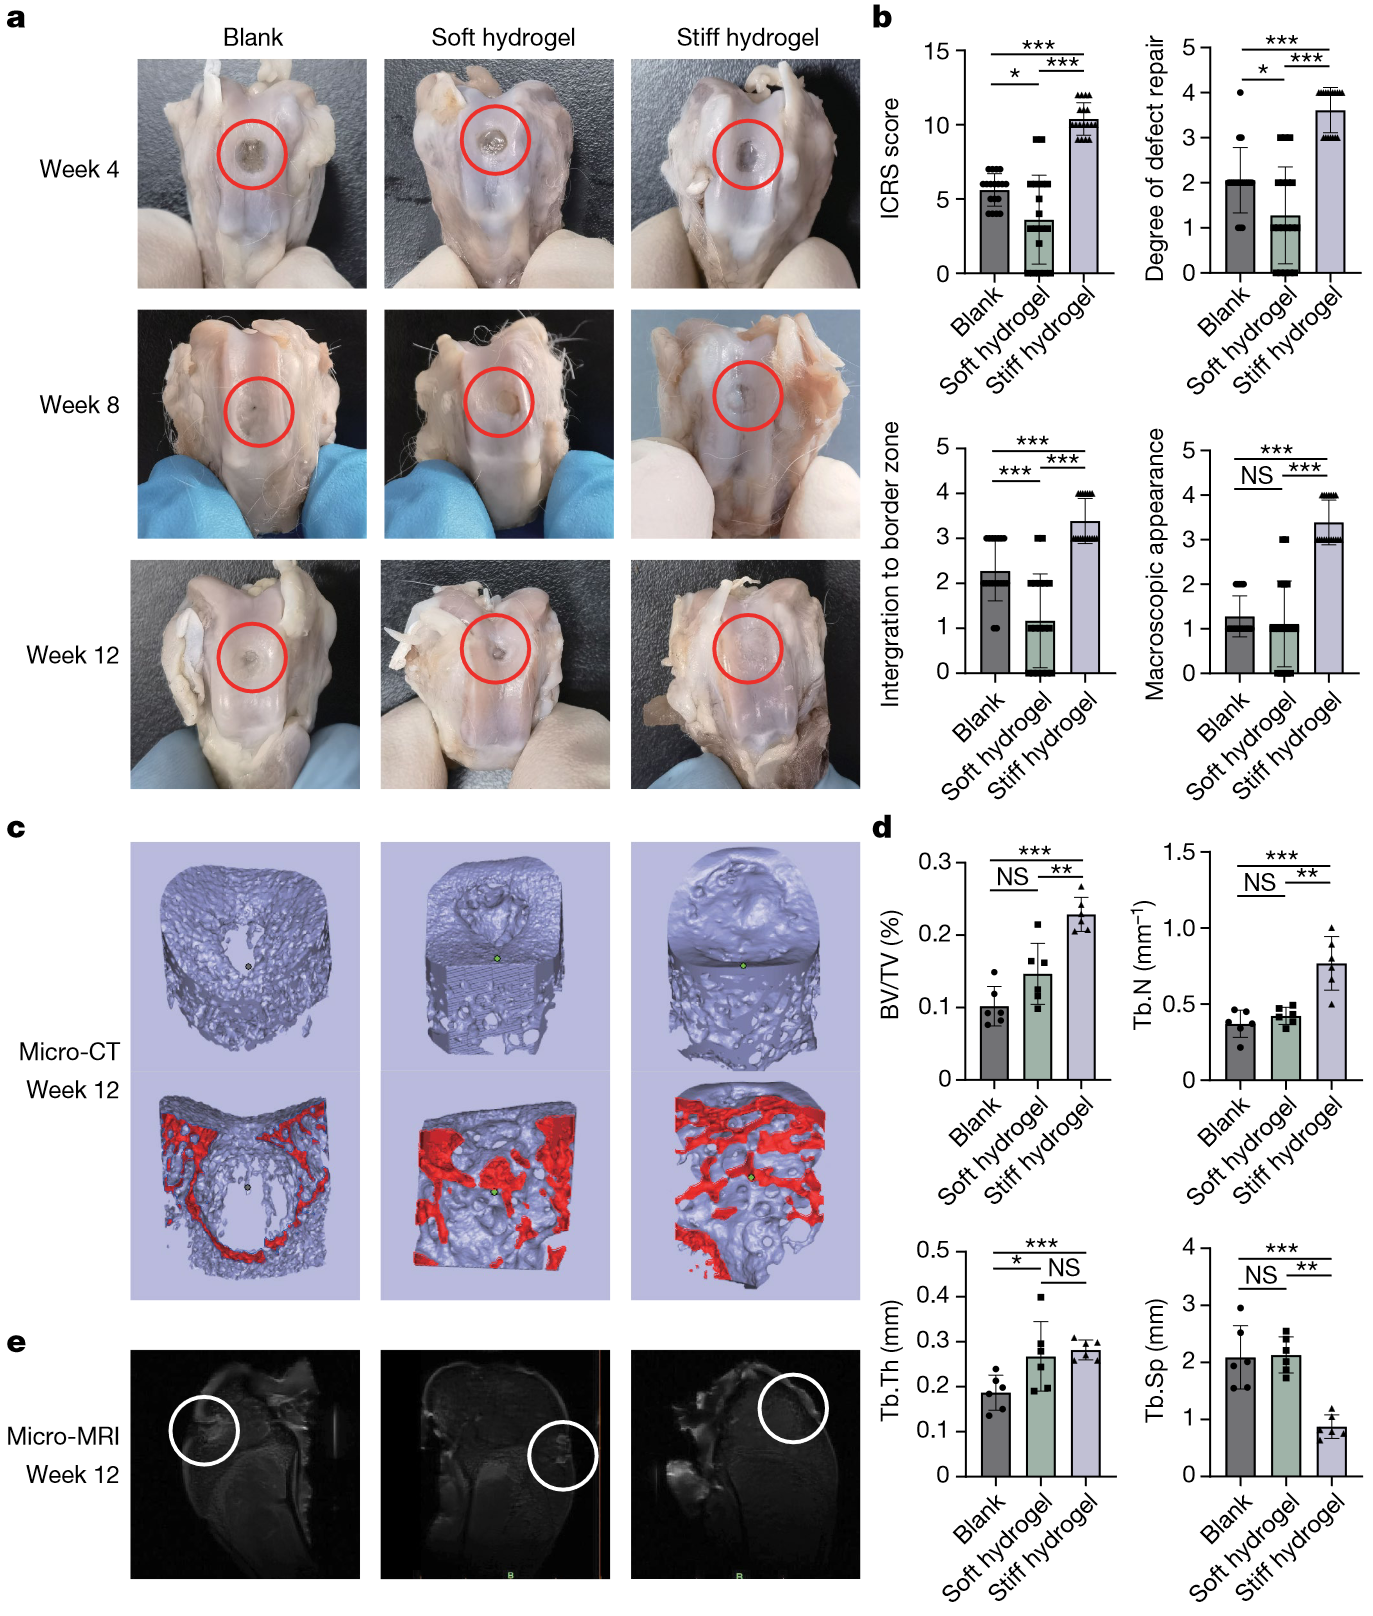 a
Blank
Soft hydrogel
Stiff hydrogel
Week 4
Week 8
Week 12
b
ICRS score
15
10
5
0
***
*
***
Blank
Soft hydrogel
Stiff hydrogel
Degree of defect repair
5
4
3
2
1
0
***
*
***
Blank
Soft hydrogel
Stiff hydrogel
Intergration to border zone
5
4
3
2
1
0
***
***
***
Blank
Soft hydrogel
Stiff hydrogel
Macroscopic appearance
5
4
3
2
1
0
***
NS
***
Blank
Soft hydrogel
Stiff hydrogel
c
Micro-CT
Week 12
d
BV/TV (%)
0.3
0.2
0.1
0
***
NS
**
Blank
Soft hydrogel
Stiff hydrogel
Tb.N (mm⁻¹)
1.5
1.0
0.5
0
***
NS
**
Blank
Soft hydrogel
Stiff hydrogel
Tb.Th (mm)
0.5
0.4
0.3
0.2
0.1
0
***
*
NS
Blank
Soft hydrogel
Stiff hydrogel
Tb.Sp (mm)
4
3
2
1
0
***
NS
**
Blank
Soft hydrogel
Stiff hydrogel
e
Micro-MRI
Week 12